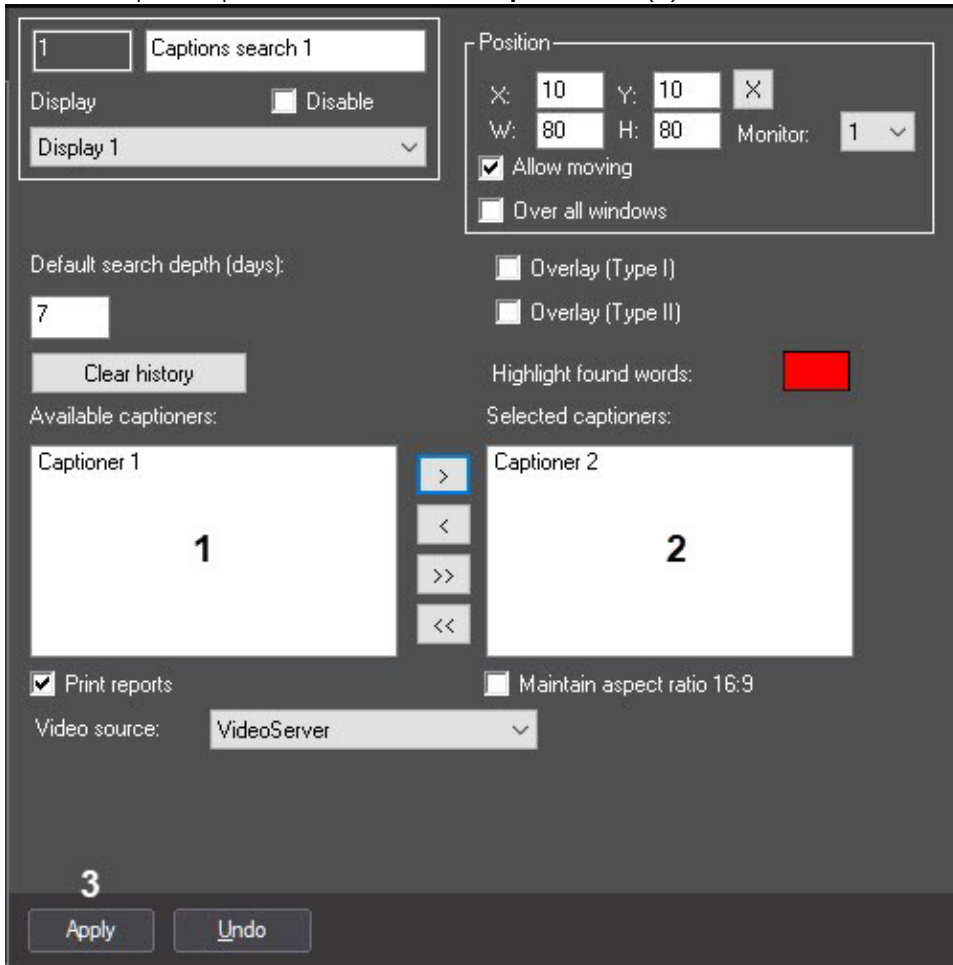 1
Captions search 1
Display
Disable
Display 1
Position
X: 10 Y: 10 X
W: 80 H: 80 Monitor: 1
Allow moving
Over all windows
Default search depth (days):
7
Overlay (Type I)
Overlay (Type II)
Clear history
Highlight found words:
Available captioners:
Selected captioners:
Captioner 1
1
>
<
>>
<<
Captioner 2
2
Print reports
Maintain aspect ratio 16:9
Video source: VideoServer
3
Apply
Undo